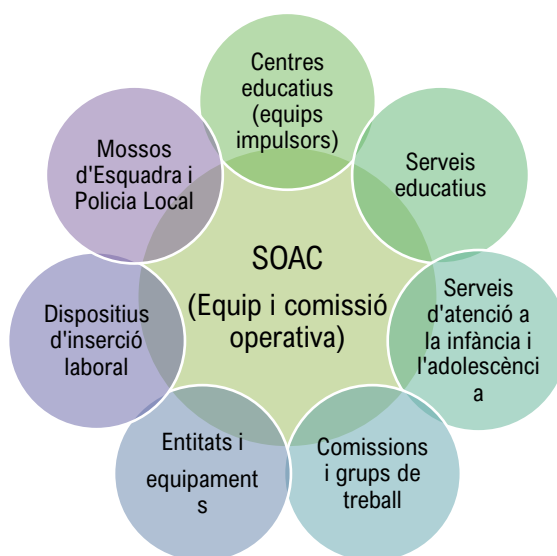 Centres
educatius
(equips
impulsors)
Serveis
educatius
Serveis
d'atenció a
la infància i
l'adolescènci
a
Comissions
i grups de
treball
Entitats i
equipament
s
Dispositius
d'inserció
laboral
Mossos
d'Esquadra i
Policia Local
SOAC
(Equip i comissió
operativa)